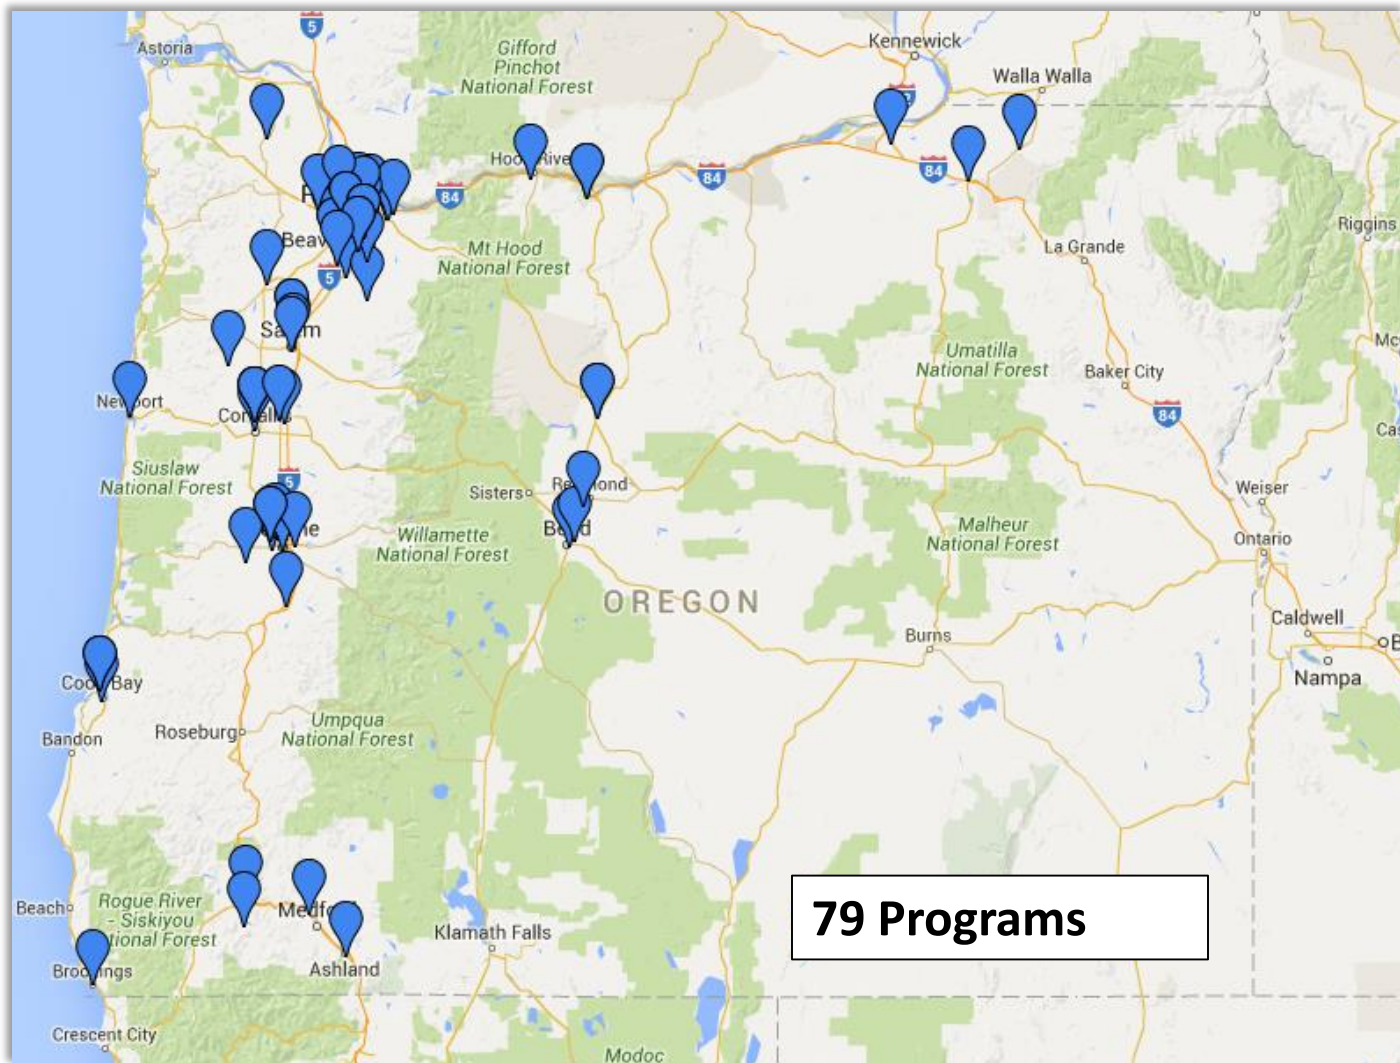 5
Astoria
Gifford
Pinchot
National Forest
Kennewick
Walla Walla
84
84
84
Riggins
La Grande
Mt Hood
National Forest
5
Umatilla
National Forest
Baker City
84
Siuslaw
National Forest
5
Sisters
Weiser
Willamette
National Forest
Malheur
National Forest
Ontario
OREGON
Caldwell
Burns
Nampa
Umpqua
National Forest
Roseburg
Bandon
Rogue River
- Siskiyou
National Forest
Beach
79 Programs
Klamath Falls
Ashland
Crescent City
Modoc